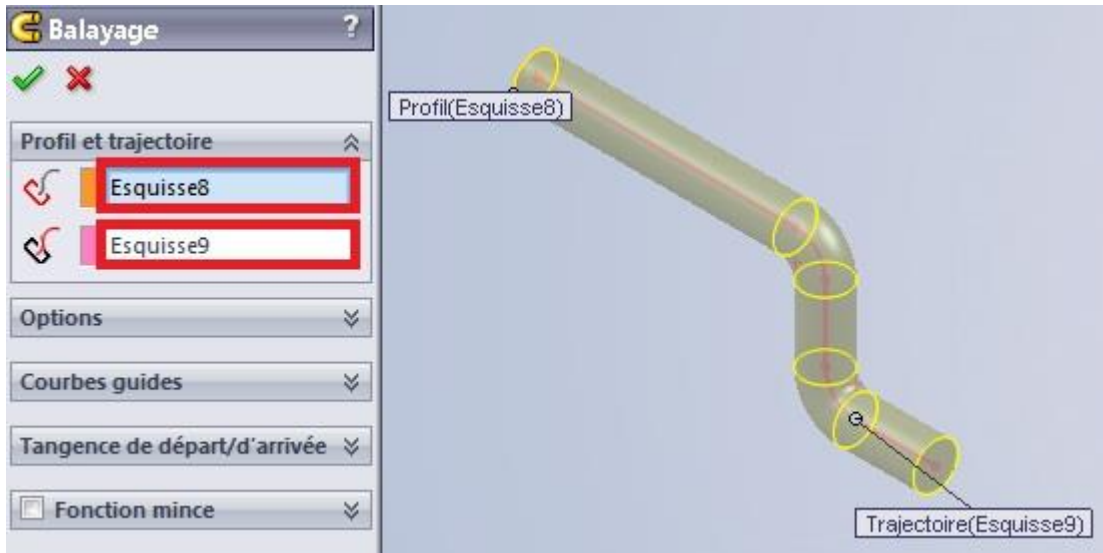 Balayage ?
Profil et trajectoire
Esquisse8
Esquisse9
Options
Courbes guides
Tangence de départ/d'arrivée
Fonction mince
Profil(Esquisse8)
Trajectoire(Esquisse9)